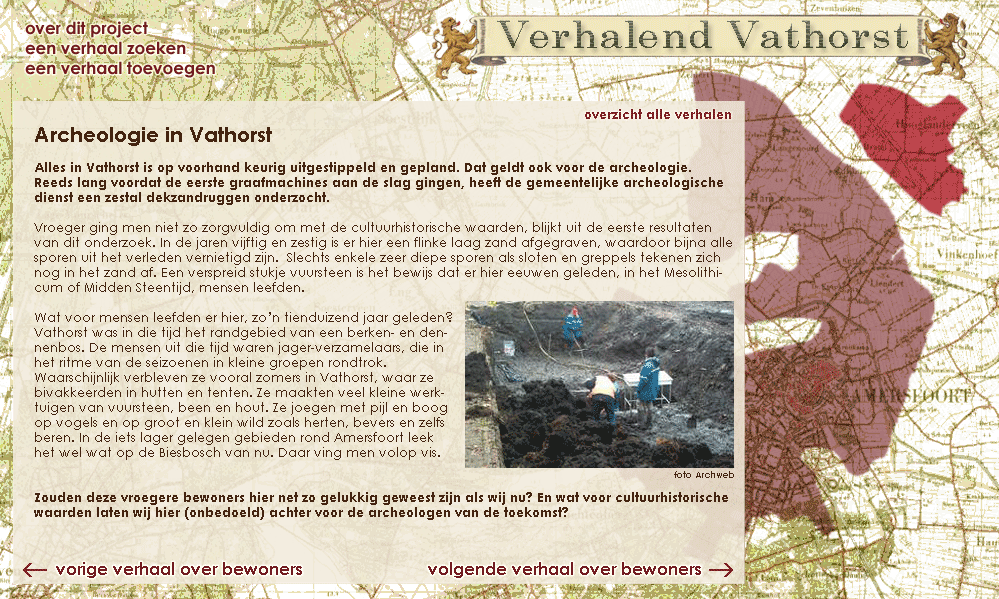 over dit project
een verhaal zoeken
een verhaal toevoegen
Verhalend Vathorst
overzicht alle verhalen
Archeologie in Vathorst
Alles in Vathorst is op voorhand keurig uitgestippeld en gepland. Dat geldt ook voor de archeologie.
Reeds lang voordat de eerste graafmachines aan de slag gingen, heeft de gemeentelijke archeologische
dienst een zestal dekzandruggen onderzocht.
Vroeger ging men niet zo zorgvuldig om met de cultuurhistorische waarden, blijkt uit de eerste resultaten
van dit onderzoek. In de jaren vijftig en zestig is er hier een flinke laag zand afgegraven, waardoor bijna alle
sporen uit het verleden vernietigd zijn. Slechts enkele zeer diepe sporen als sloten en greppels tekenen zich
nog in het zand af. Een verspreid stukje vuursteen is het bewijs dat er hier eeuwen geleden, in het Mesolithi-
cum of Midden Steentijd, mensen leefden.
Wat voor mensen leefden er hier, zo'n tienduizend jaar geleden?
Vathorst was in die tijd het randgebied van een berken- en den-
nenbos. De mensen uit die tijd waren jager-verzamelaars, die in
het ritme van de seizoenen in kleine groepen rondtrok.
Waarschijnlijk verbleven ze vooral zomers in Vathorst, waar ze
bivakkeerden in hutten en tenten. Ze maakten veel kleine werk-
tuigen van vuursteen, been en hout. Ze joegen met pijl en boog
op vogels en op groot en klein wild zoals herten, bevers en zelfs
beren. In de iets lager gelegen gebieden rond Amersfoort leek
het wel wat op de Biesbosch van nu. Daar ving men volop vis.
foto Archweb
Zouden deze vroegere bewoners hier net zo gelukkig geweest zijn als wij nu? En wat voor cultuurhistorische
waarden laten wij hier (onbedoeld) achter voor de archeologen van de toekomst?
← vorige verhaal over bewoners
volgende verhaal over bewoners →
Zevenhuizen
Hooglanderveen
AMERSFOORT